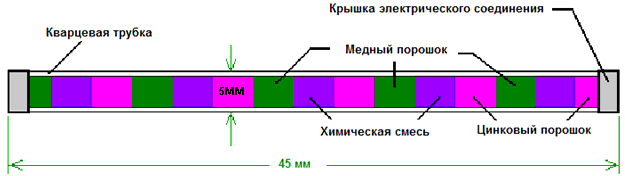 Крышка электрического соединения
Кварцевая трубка
Медный порошок
5мм
Химическая смесь
Цинковый порошок
45 мм